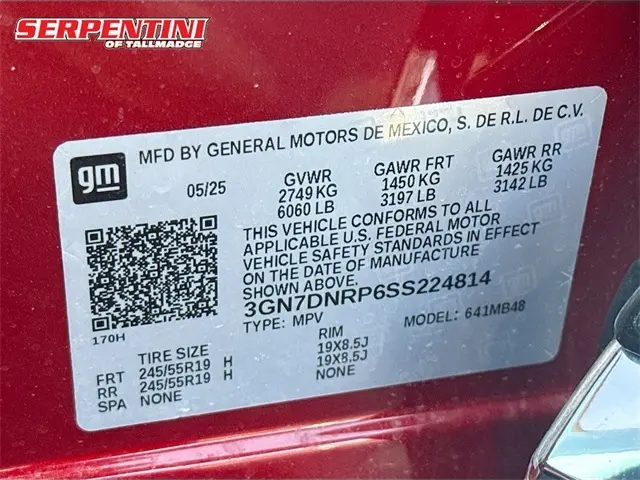 SERPENTINI
OF TALLMADGE
gm
MFD BY GENERAL MOTORS DE MEXICO, S. DE R.L. DE C.V.
05/25 GVWR GAWR FRT GAWR RR
2749 KG 1450 KG 1425 KG
6060 LB 3197 LB 3142 LB
THIS VEHICLE CONFORMS TO ALL
APPLICABLE U.S. FEDERAL MOTOR
VEHICLE SAFETY STANDARDS IN EFFECT
ON THE DATE OF MANUFACTURE
SHOWN ABOVE.
3GN7DNRP6SS224814
TYPE: MPV MODEL: 641MB48
170H
TIRE SIZE RIM
FRT 245/55R19 H 19X8.5J
RR 245/55R19 H 19X8.5J
SPA NONE NONE